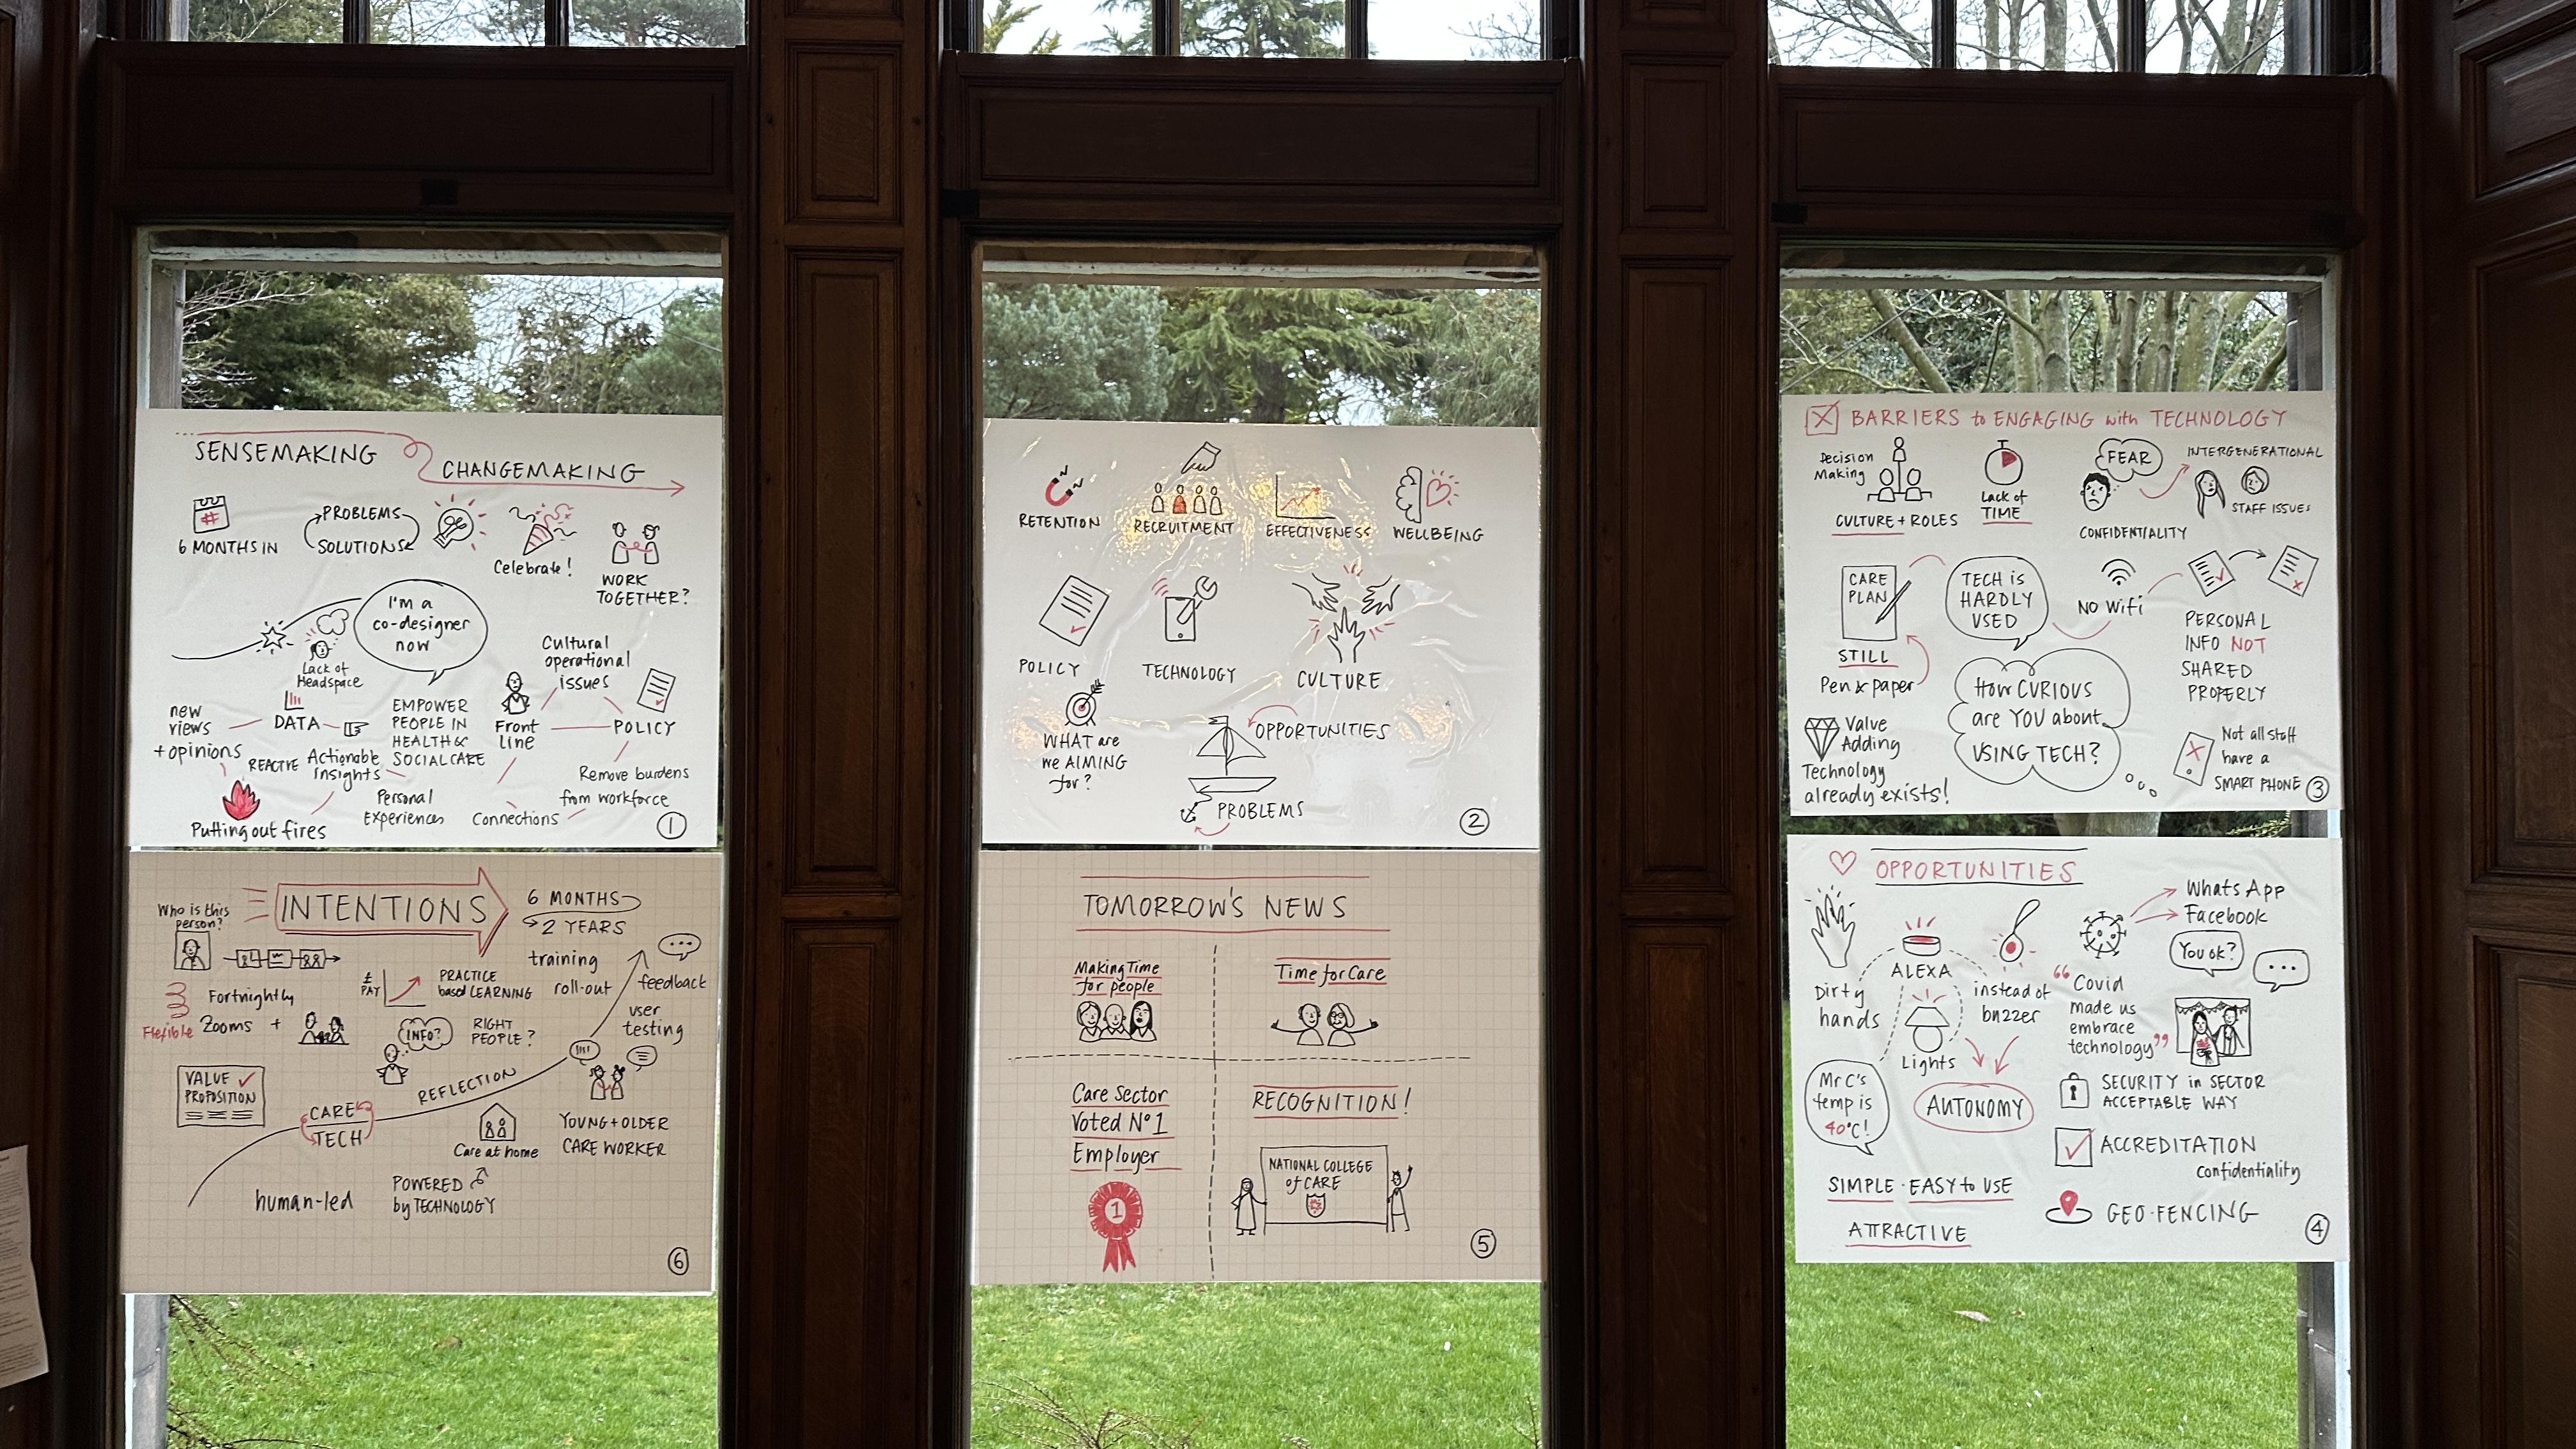 SENSEMAKING
CHANGEMAKING
6 MONTHS IN
PROBLEMS
SOLUTIONS
Celebrate!
WORK
TOGETHER?
I'm a
co-designer
now
Lack of
Headspace
new
views
+ opinions
DATA
REACTIVE
Actionable
insights
EMPOWER
PEOPLE IN
HEALTH &
SOCIAL CARE
Front
line
Cultural
operational
issues
POLICY
Remove burdens
from workforce
Putting out fires
Personal
Experiences
Connections
1
RETENTION
RECRUITMENT
EFFECTIVENESS
WELLBEING
POLICY
TECHNOLOGY
CULTURE
WHAT are
we AIMING
for?
OPPORTUNITIES
PROBLEMS
2
BARRIERS to ENGAGING with TECHNOLOGY
Decision
Making
CULTURE + ROLES
Lack of
TIME
FEAR
CONFIDENTIALITY
INTERGENERATIONAL
STAFF ISSUES
CARE
PLAN
STILL
Pen & paper
TECH is
HARDLY
USED
NO Wifi
PERSONAL
INFO NOT
SHARED
PROPERLY
Value
Adding
Technology
already exists!
How CURIOUS
are YOU about
USING TECH?
Not all staff
have a
SMART PHONE
3
OPPORTUNITIES
Dirty
hands
ALEXA
Lights
instead of
buzzer
WhatsApp
Facebook
You ok?
"Covid
made us
embrace
technology"
Mr C's
temp is
40°C!
AUTONOMY
SECURITY in SECTOR
ACCEPTABLE WAY
ACCREDITATION
confidentiality
SIMPLE · EASY to USE
ATTRACTIVE
GEO·FENCING
4
TOMORROW'S NEWS
Making Time
for people
Time for Care
Care Sector
Voted Nº1
Employer
1
RECOGNITION!
NATIONAL COLLEGE
of CARE
5
INTENTIONS
6 MONTHS
2 YEARS
Who is this
person?
Fortnightly
Flexible Zooms +
£
PAY
PRACTICE
based LEARNING
training
roll-out
feedback
user
testing
INFO?
RIGHT
PEOPLE?
VALUE
PROPOSITION
CARE
TECH
REFLECTION
Care at home
YOUNG + OLDER
CARE WORKER
human-led
POWERED
by TECHNOLOGY
6